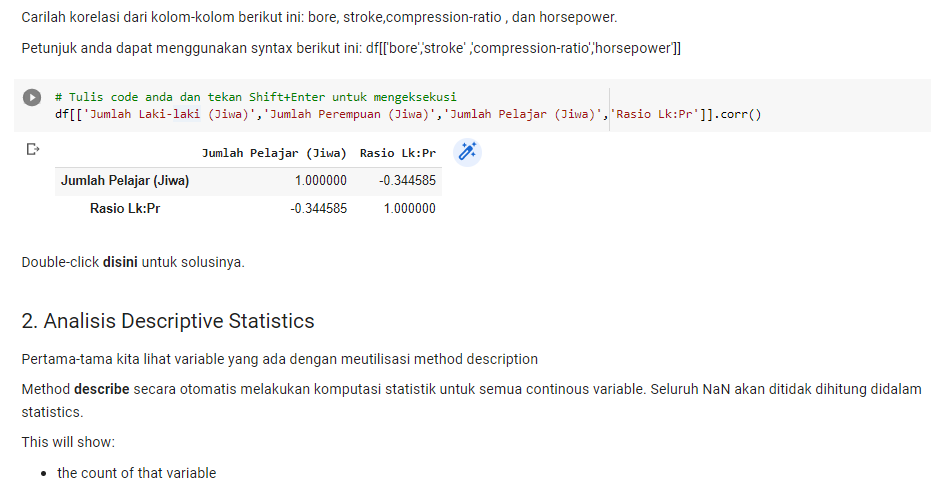 Carilah korelasi dari kolom-kolom berikut ini: bore, stroke,compression-ratio , dan horsepower.
Petunjuk anda dapat menggunakan syntax berikut ini: df[['bore','stroke' ,'compression-ratio','horsepower']]
# Tulis code anda dan tekan Shift+Enter untuk mengeksekusi
df[['Jumlah Laki-laki (Jiwa)','Jumlah Perempuan (Jiwa)','Jumlah Pelajar (Jiwa)','Rasio Lk:Pr']].corr()
Jumlah Pelajar (Jiwa) Rasio Lk:Pr
Jumlah Pelajar (Jiwa) 1.000000 -0.344585
Rasio Lk:Pr -0.344585 1.000000
Double-click disini untuk solusinya.
2. Analisis Descriptive Statistics
Pertama-tama kita lihat variable yang ada dengan meutilisasi method description
Method describe secara otomatis melakukan komputasi statistik untuk semua continous variable. Seluruh NaN akan ditidak dihitung didalam
statistics.
This will show:
• the count of that variable